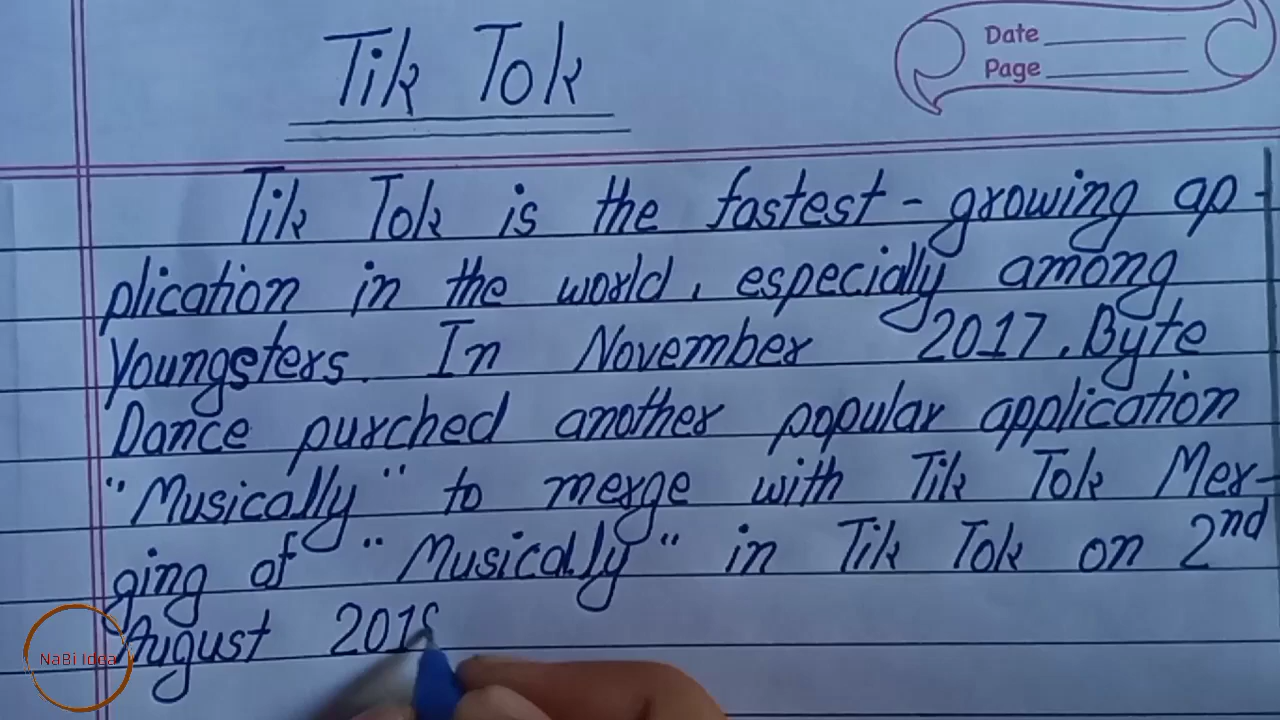 Tik Tok
Date
Page
Tik Tok is the fastest-growing ap-
plication in the world, especially among
Youngsters. In November 2017. Byte
Dance purched another popular application
"Musically" to merge with Tik Tok Mer-
ging of "Musically" in Tik Tok on 2nd
August 201
NaBi Idea